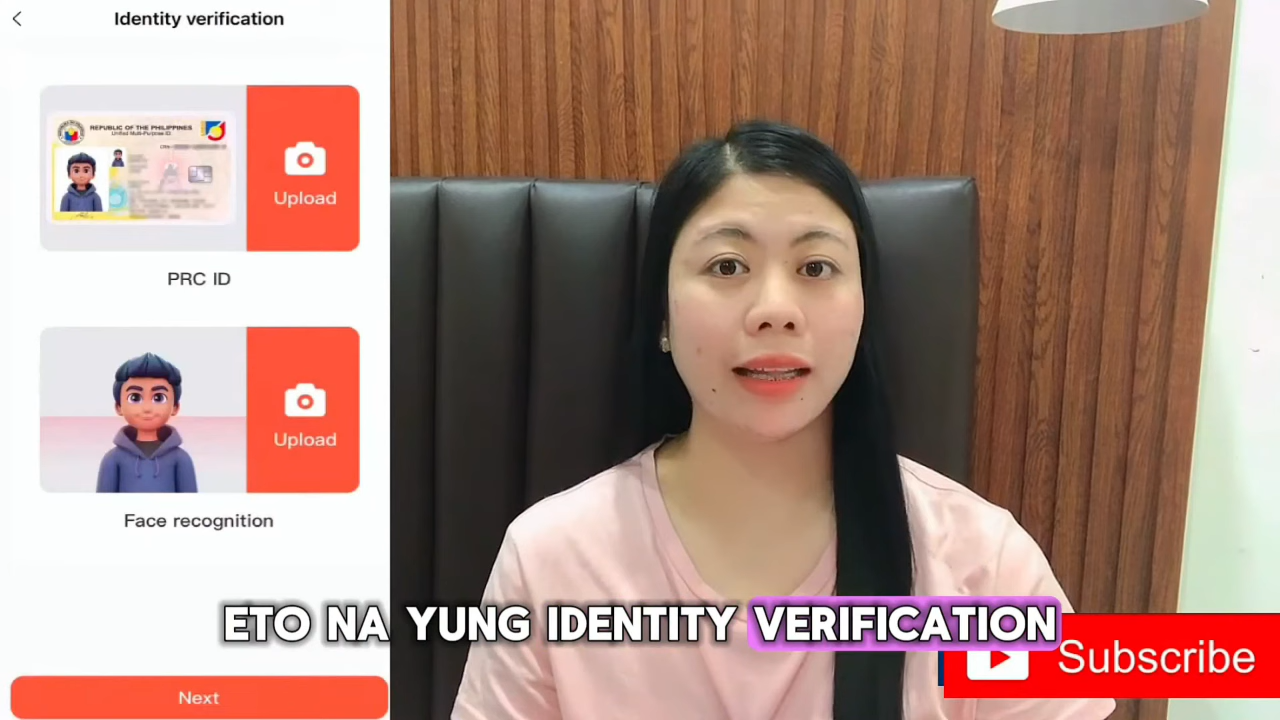 Identity verification
REPUBLIC OF THE PHILIPPINES
Unified Multi-Purpose ID
Upload
PRC ID
Upload
Face recognition
ETO NA YUNG IDENTITY VERIFICATION
Subscribe
Next